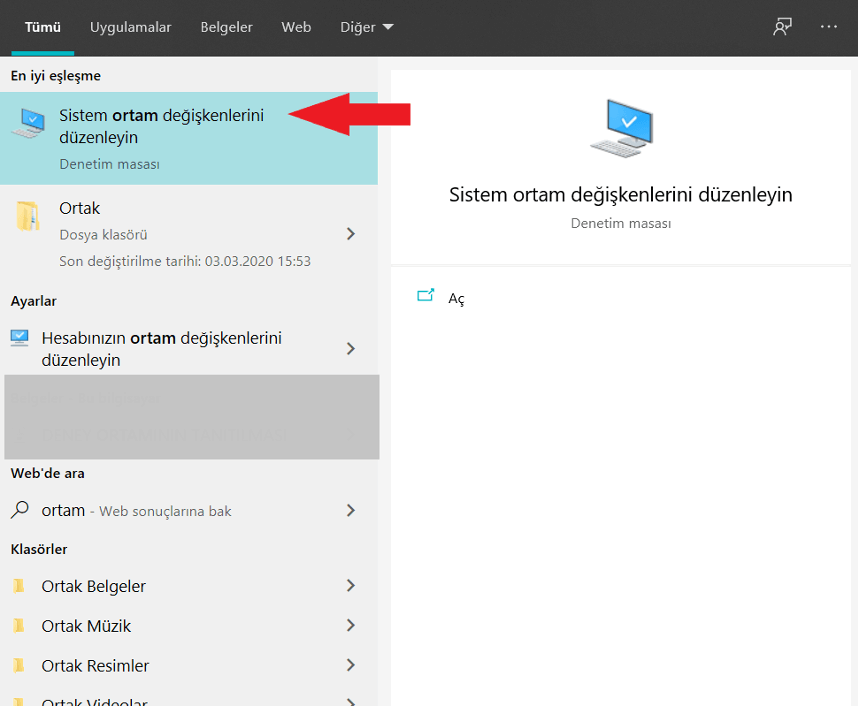 Tümü Uygulamalar Belgeler Web Diğer
En iyi eşleşme
Sistem ortam değişkenlerini
düzenleyin
Denetim masası
Ortak
Dosya klasörü
Son değiştirilme tarihi: 03.03.2020 15:53
Ayarlar
Hesabınızın ortam değişkenlerini
düzenleyin
Web'de ara
ortam - Web sonuçlarına bak
Klasörler
Ortak Belgeler
Ortak Müzik
Ortak Resimler
Ortak Videolar
Sistem ortam değişkenlerini düzenleyin
Denetim masası
Aç